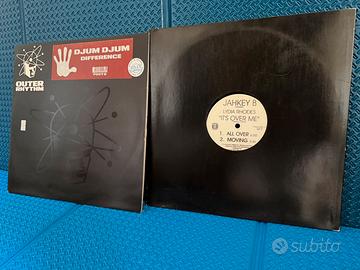 DJUM DJUM
DIFFERENCE
OUTER
RHYTHM
JAHKEY B
LYDIA RHODES
"IT'S OVER ME"
1. ALL OVER
2. MOVING
subito